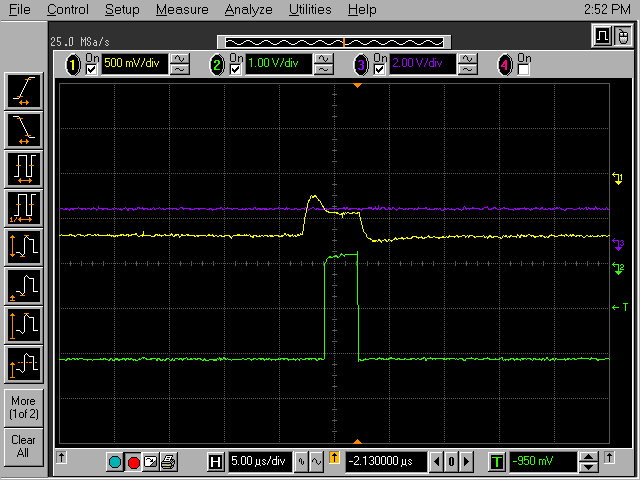 File Control Setup Measure Analyze Utilities Help 2:52 PM
25.0 MSa/s
1 On 500 mV/div 2 On 1.00 V/div 3 On 2.00 V/div 4 On
1
3
2
T
1/
More
(1of 2)
Clear
All
H 5.00 µs/div T -2.130000 µs 0 T -950 mV